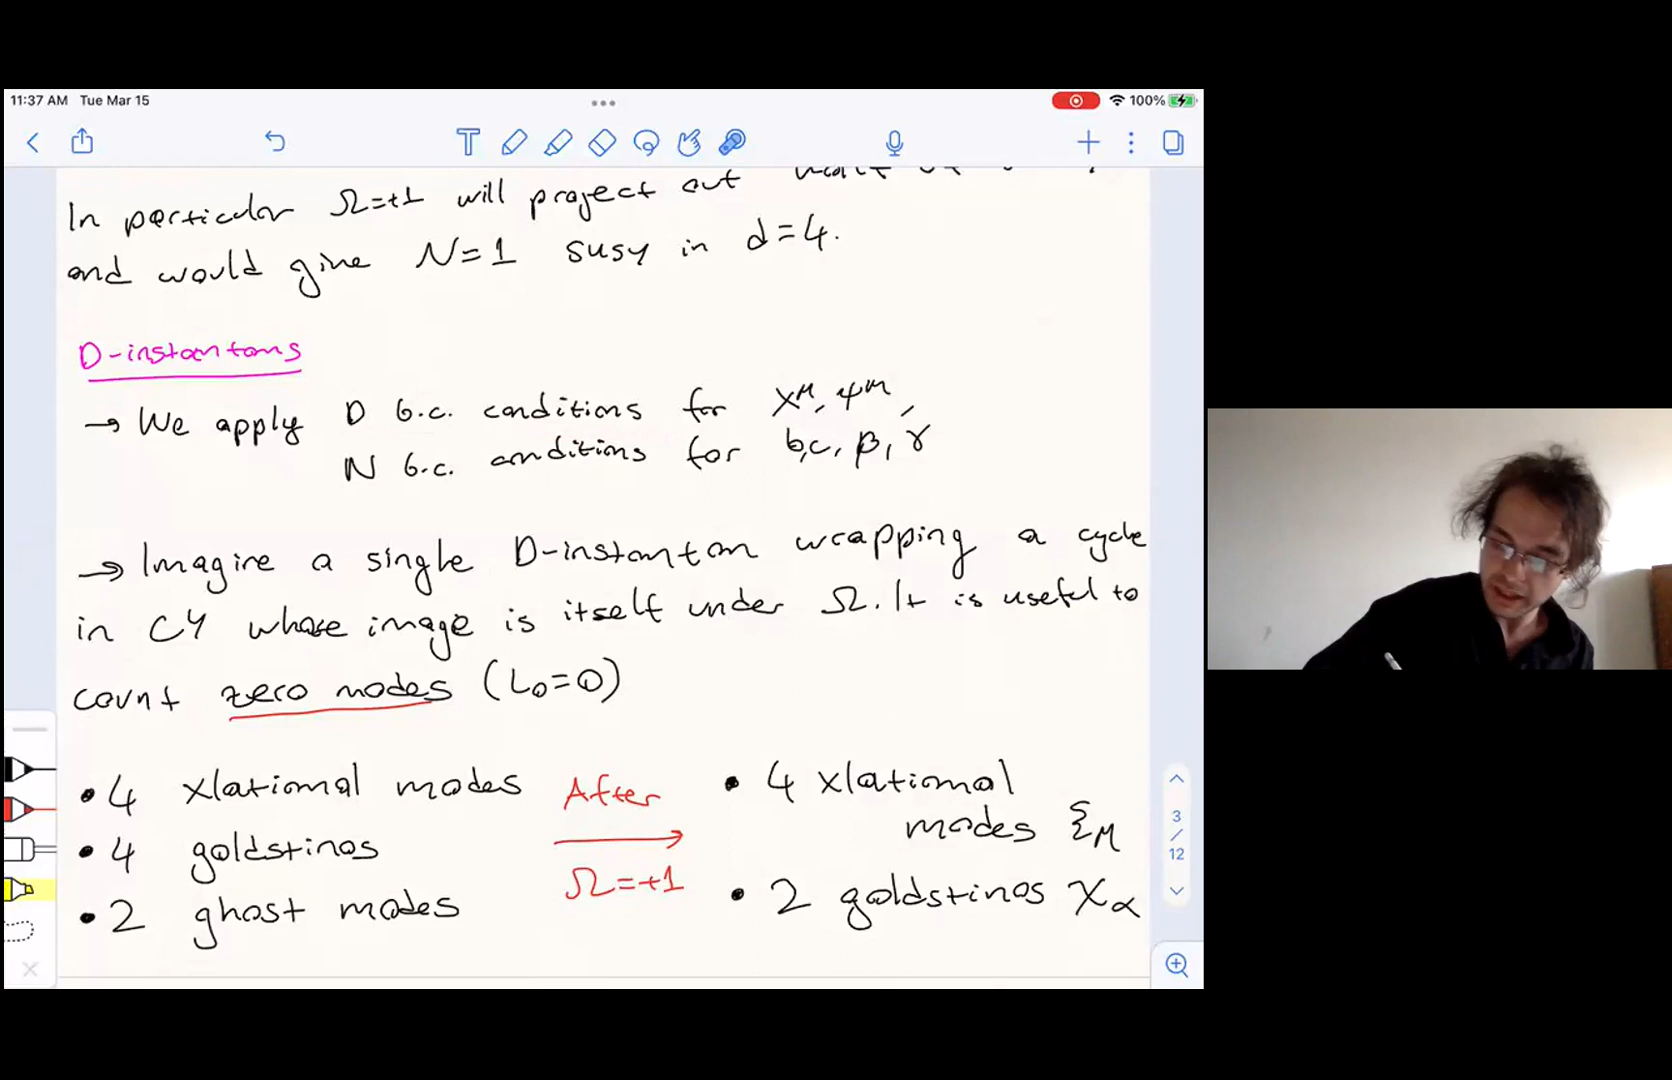 11:37 AM Tue Mar 15
100%
In particular Ω=+1 will project out
and would give N=1 susy in d=4.
D-instantons
→ We apply D b.c. conditions for X^μ, ψ^μ,
N b.c. conditions for b,c, β, γ
→ Imagine a single D-instanton wrapping a cycle
in CY whose image is itself under Ω. It is useful to
count zero modes (L₀=0)
• 4 xlational modes
• 4 goldstinos
• 2 ghost modes
After
Ω=+1
• 4 xlational
modes ξ_μ
• 2 goldstinos χ_α
3
/
12